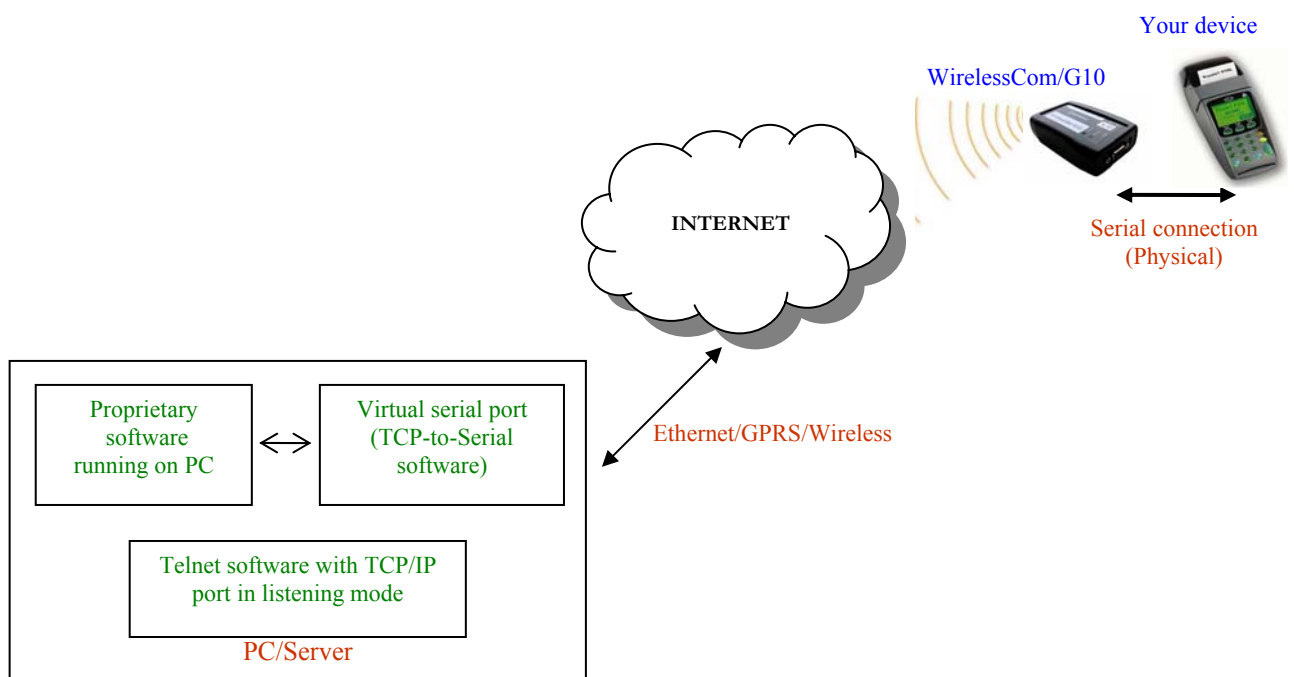 Your device
WirelessCom/G10
INTERNET
Serial connection
(Physical)
Proprietary
software
running on PC
Virtual serial port
(TCP-to-Serial
software)
Ethernet/GPRS/Wireless
Telnet software with TCP/IP
port in listening mode
PC/Server